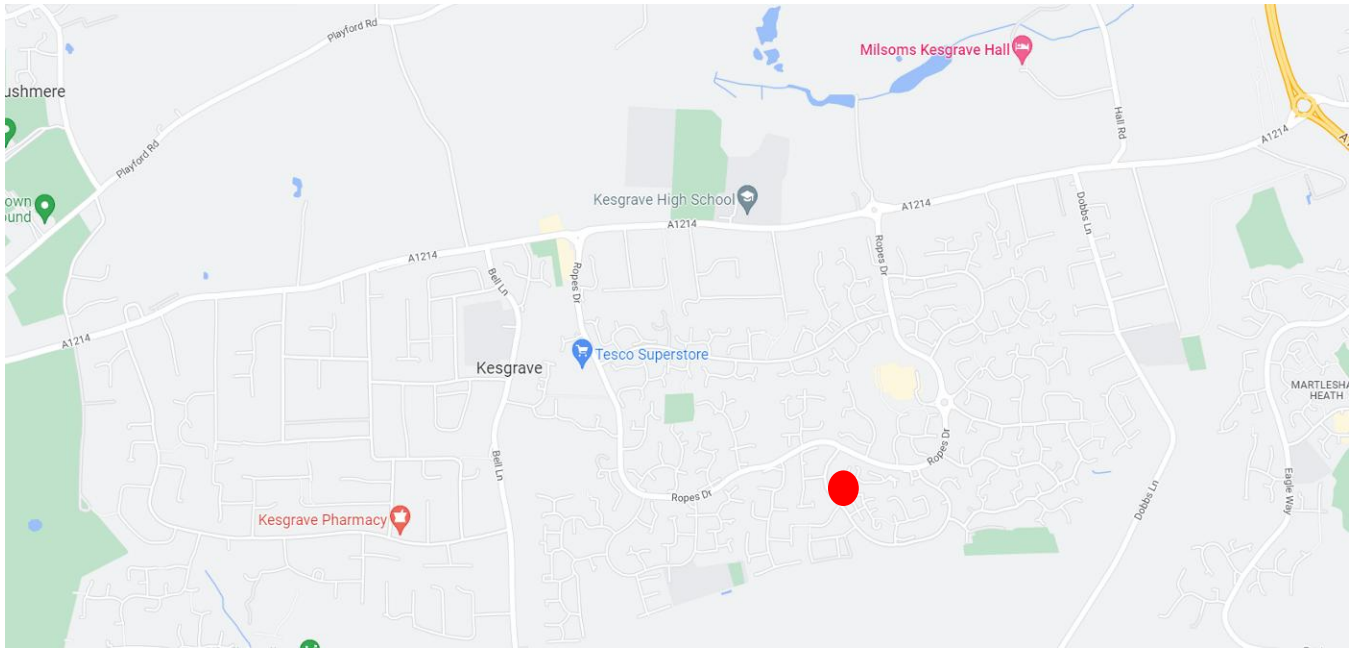 Playford Rd
Milsoms Kesgrave Hall
ushmere
Hall Rd
A1214
Playford Rd
Kesgrave High School
own
ound
A1214
A1214
Dobbs Ln
Ropes Dr
A1214
Ropes Dr
Bell Ln
A1214
Tesco Superstore
Kesgrave
MARTLESHA
HEATH
Ropes Dr
Bell Ln
Eagle Way
Ropes Dr
Dobbs Ln
Kesgrave Pharmacy